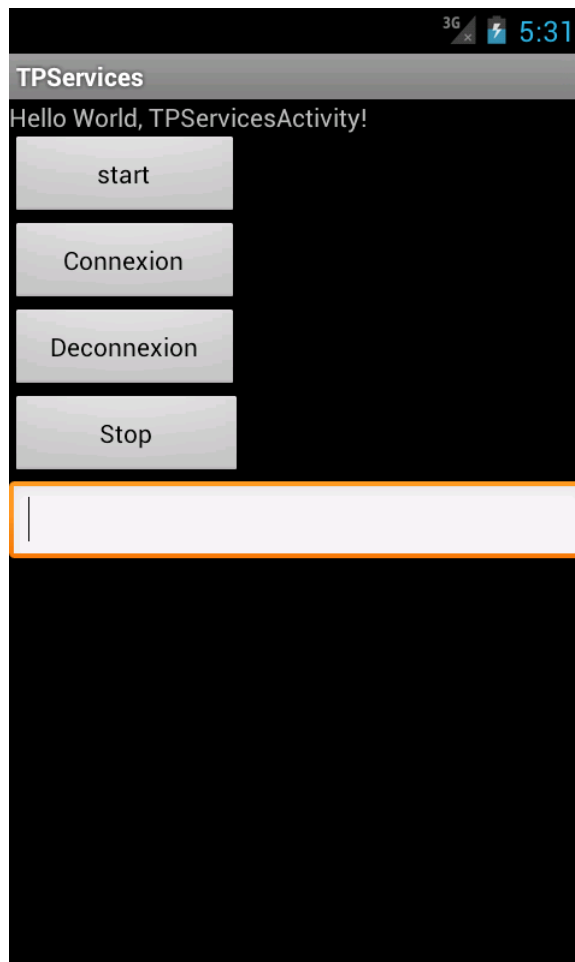 3G 5:31
TPServices
Hello World, TPServicesActivity!
start
Connexion
Deconnexion
Stop